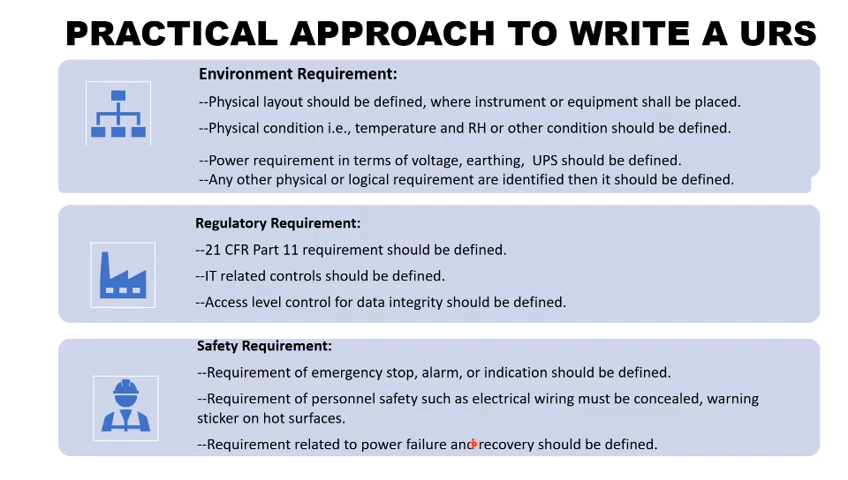 PRACTICAL APPROACH TO WRITE A URS
Environment Requirement:
--Physical layout should be defined, where instrument or equipment shall be placed.
--Physical condition i.e., temperature and RH or other condition should be defined.
--Power requirement in terms of voltage, earthing, UPS should be defined.
--Any other physical or logical requirement are identified then it should be defined.
Regulatory Requirement:
--21 CFR Part 11 requirement should be defined.
--IT related controls should be defined.
--Access level control for data integrity should be defined.
Safety Requirement:
--Requirement of emergency stop, alarm, or indication should be defined.
--Requirement of personnel safety such as electrical wiring must be concealed, warning
sticker on hot surfaces.
--Requirement related to power failure and recovery should be defined.